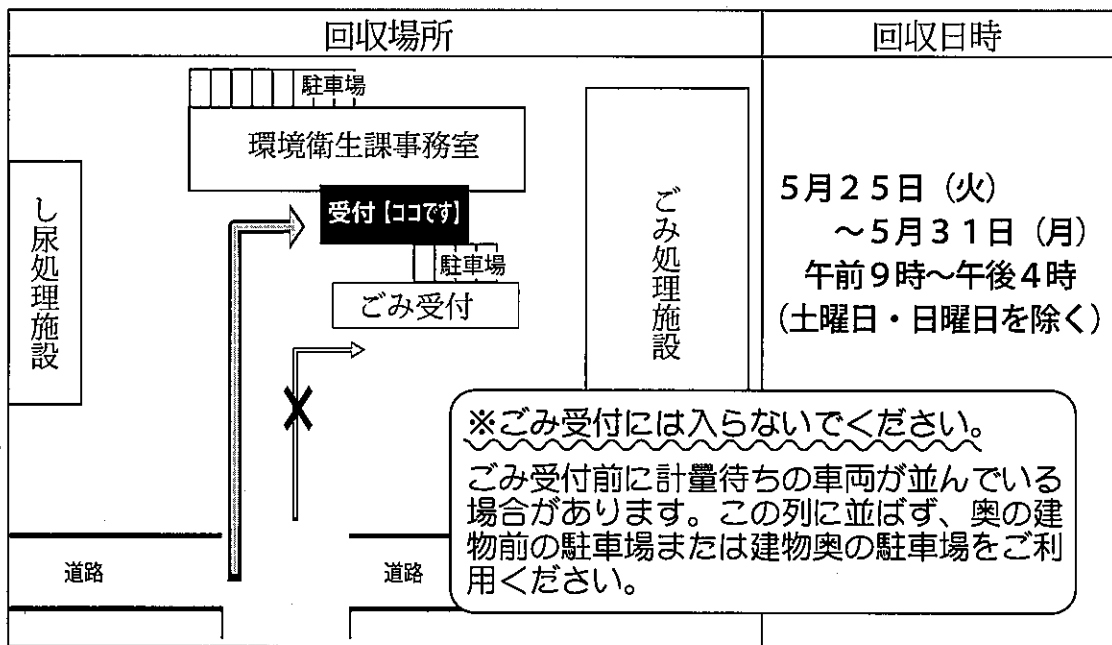 回収場所
回収日時
駐車場
環境衛生課事務室
受付【ココです】
駐車場
ごみ受付
し尿処理施設
ごみ処理施設
道路
道路
5月25日(火)
~5月31日(月)
午前9時~午後4時
(土曜日・日曜日を除く)
※ごみ受付には入らないでください。
ごみ受付前に計量待ちの車両が並んでいる
場合があります。この列に並ばず、奥の建
物前の駐車場または建物奥の駐車場をご利
用ください。